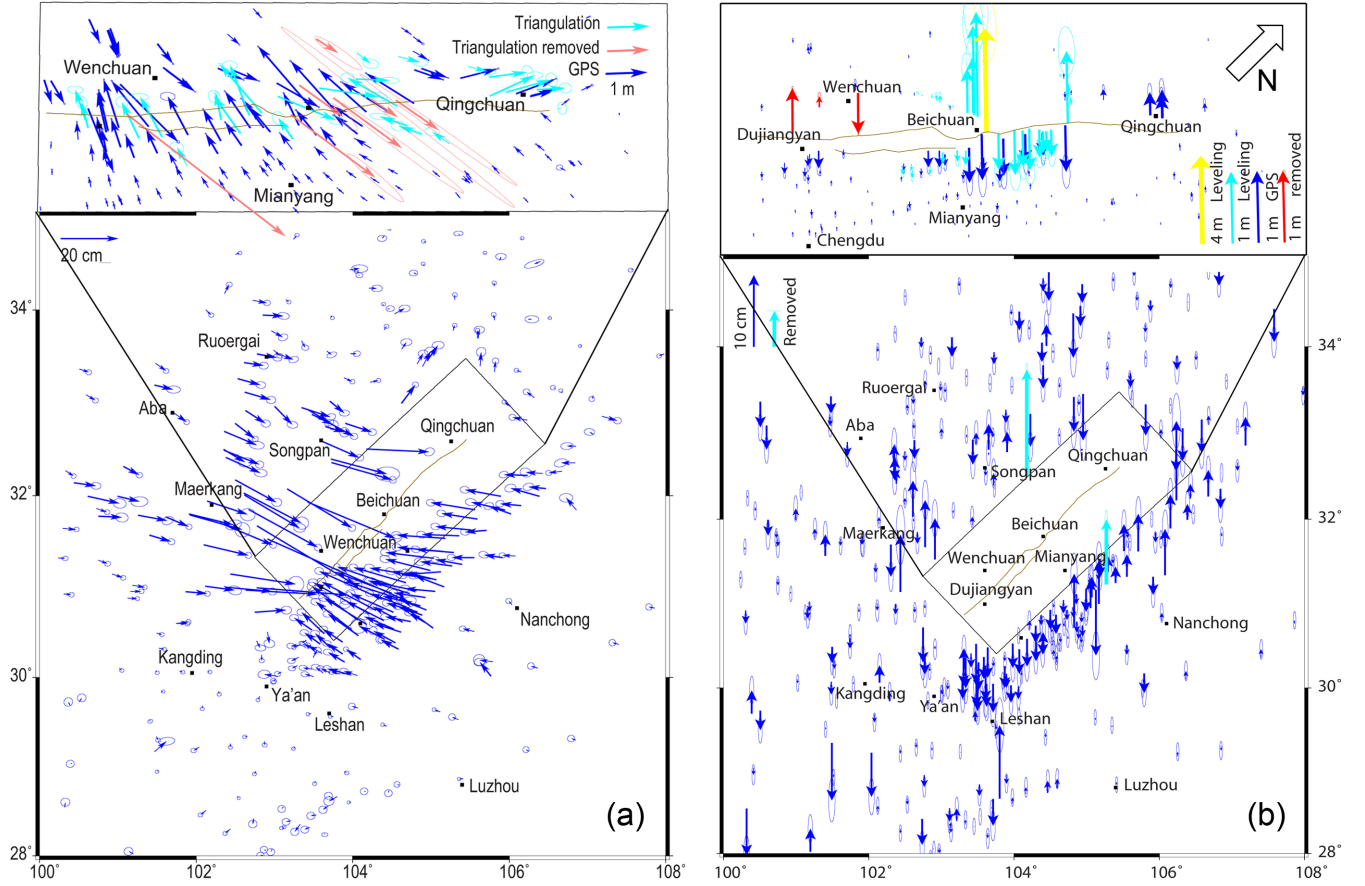 Triangulation
Triangulation removed
GPS
1 m
Wenchuan
Qingchuan
Mianyang
20 cm
34°
Ruoergai
Aba
Qingchuan
Songpan
32°
Maerkang
Beichuan
Wenchuan
Nanchong
Kangding
30°
Ya'an
Leshan
Luzhou
(a)
28°
100°
102°
104°
106°
108°
N
Wenchuan
Beichuan
Dujiangyan
Qingchuan
Mianyang
Chengdu
4 m Leveling
1 m Leveling
1 m GPS
1 m removed
10 cm
Removed
34°
Ruoergai
Aba
Qingchuan
Songpan
32°
Maerkang
Beichuan
Wenchuan
Mianyang
Dujiangyan
Nanchong
30°
Kangding
Ya'an
Leshan
Luzhou
(b)
28°
100°
102°
104°
106°
108°